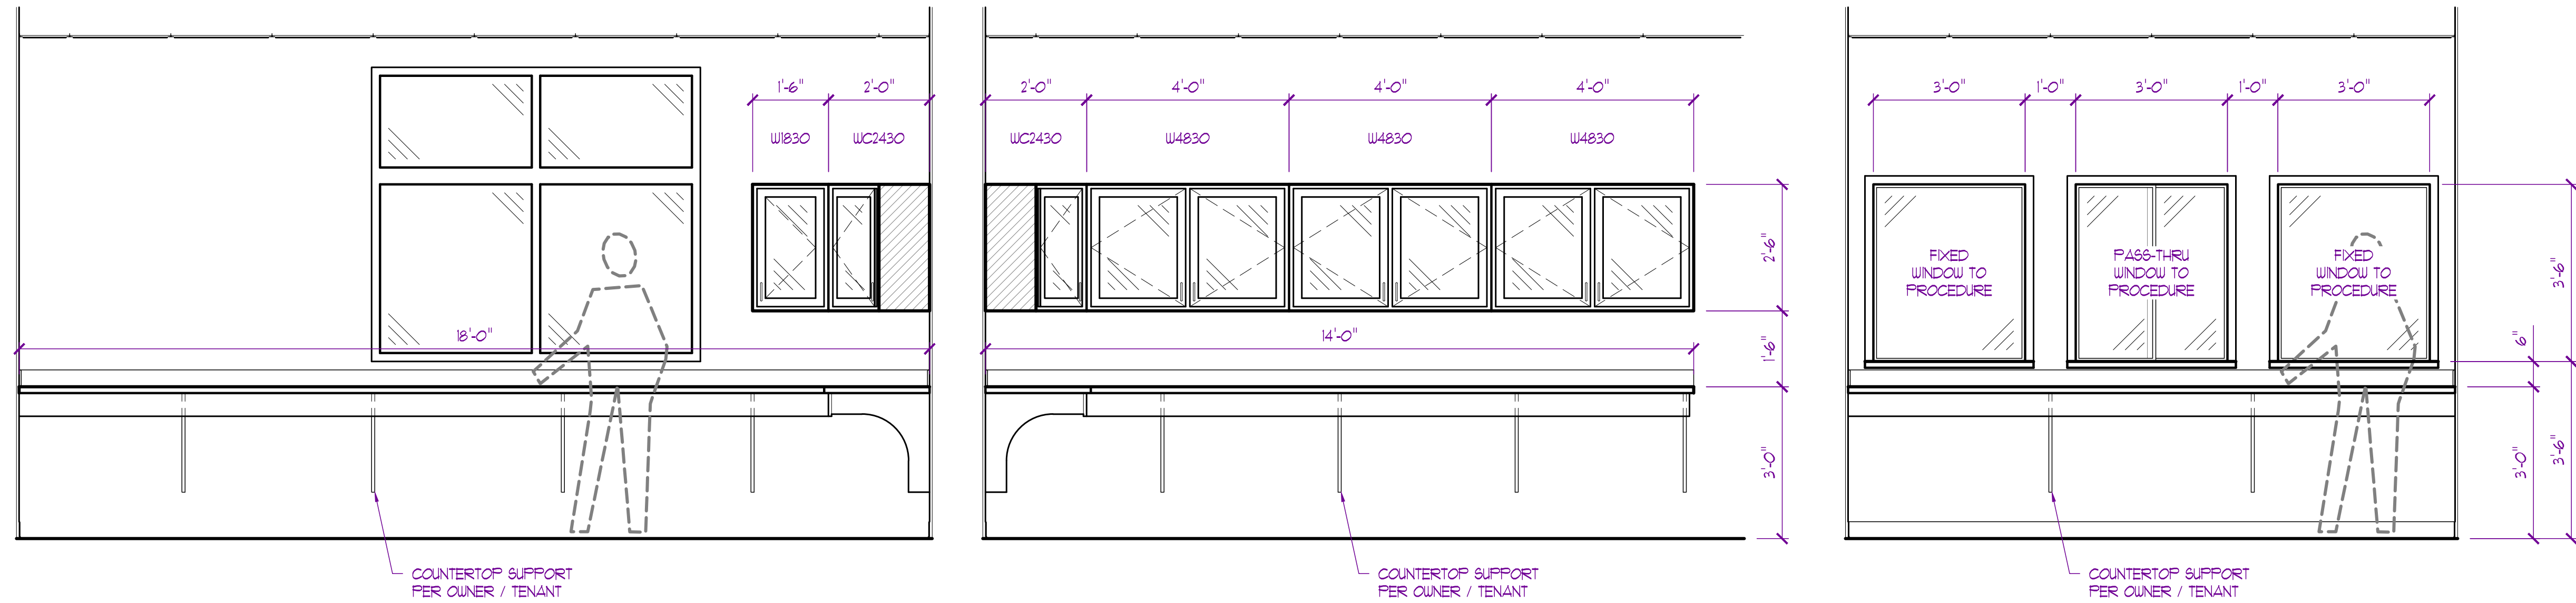 1'-6" 2'-0"
W1830 WC2430
18'-0"
COUNTERTOP SUPPORT
PER OWNER / TENANT
2'-0" 4'-0" 4'-0" 4'-0"
WC2430 W4830 W4830 W4830
14'-0"
2'-6"
1'-6"
3'-0"
COUNTERTOP SUPPORT
PER OWNER / TENANT
3'-0" 1'-0" 3'-0" 1'-0" 3'-0"
FIXED
WINDOW TO
PROCEDURE
PASS-THRU
WINDOW TO
PROCEDURE
FIXED
WINDOW TO
PROCEDURE
3'-6"
6"
3'-0"
3'-6"
COUNTERTOP SUPPORT
PER OWNER / TENANT